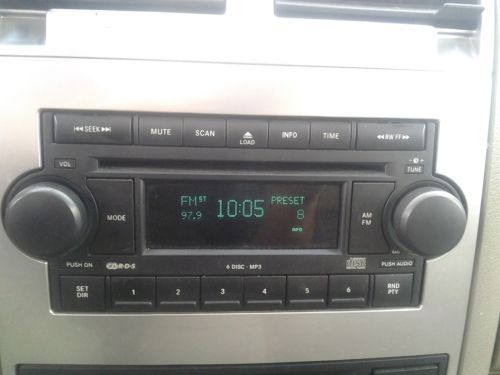 |◀◀ SEEK ▶▶|
MUTE
SCAN
LOAD
INFO
TIME
◀◀ RW FF ▶▶
VOL
TUNE
MODE
FM ST
97.9
10:05
PRESET
8
AM
FM
PUSH ON
R·D·S
6 DISC · MP3
PUSH AUDIO
SET
DIR
1
2
3
4
5
6
RND
PTY